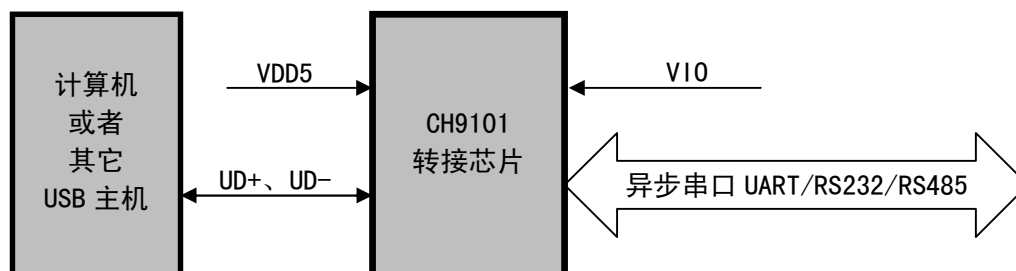 计算机
或者
其它
USB 主机
VDD5
UD+、UD-
CH9101
转接芯片
VIO
异步串口 UART/RS232/RS485